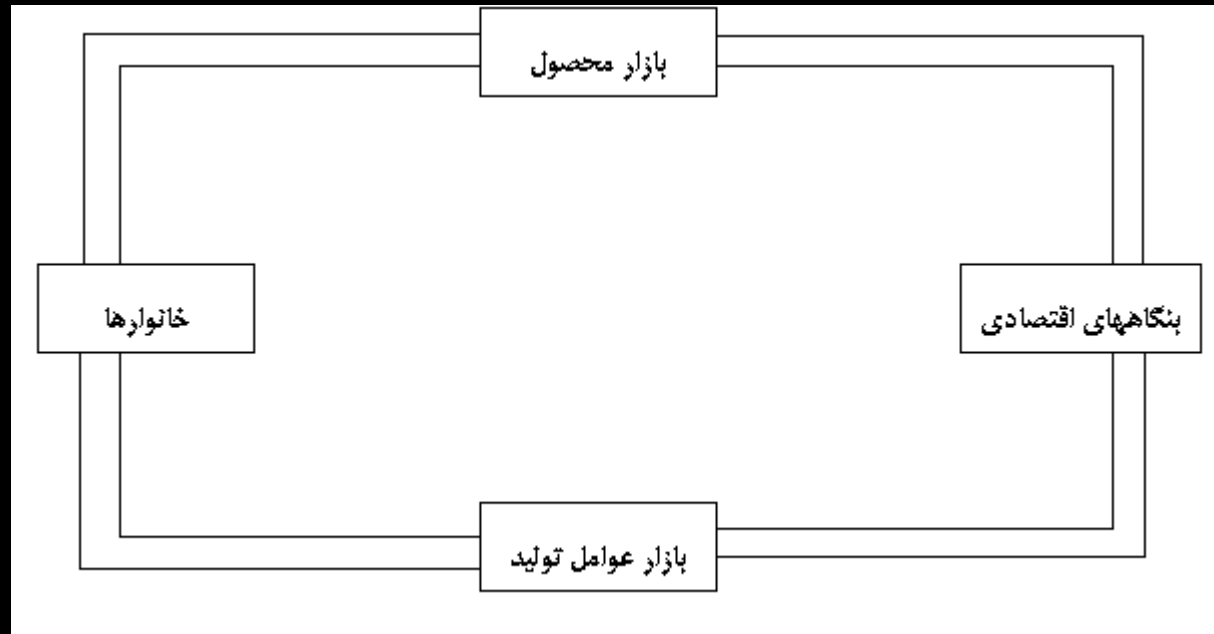 بازار محصول
بنگاههای اقتصادی
خانوارها
بازار عوامل تولید